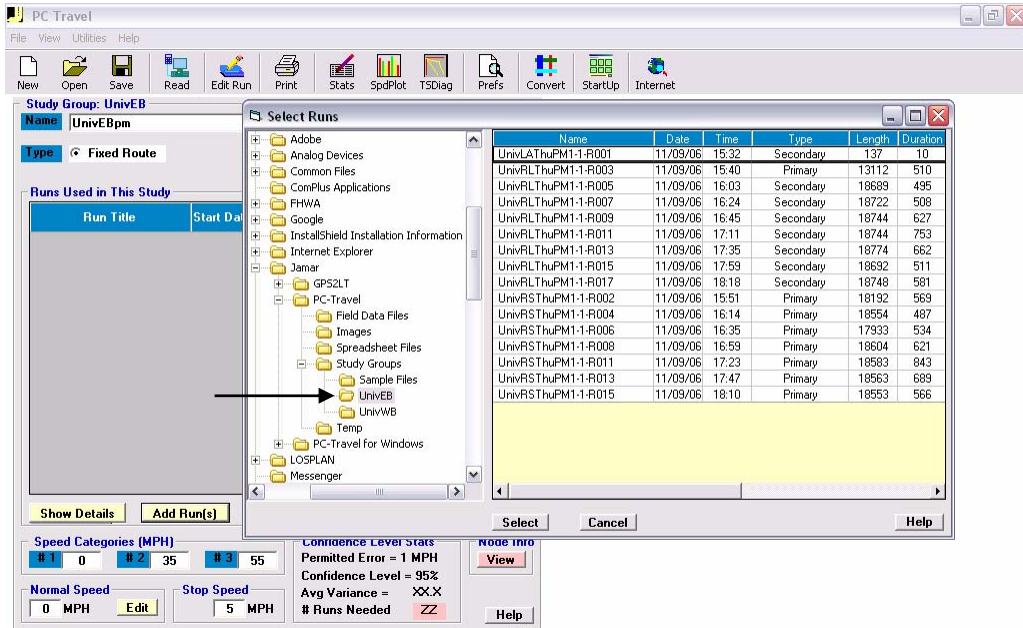 PC Travel
File View Utilities Help
New Open Save Read Edit Run Print Stats SpdPlot TSDiag Prefs Convert StartUp Internet
Study Group: UnivEB
Name UnivEBpm
Type Fixed Route
Runs Used in This Study
Run Title Start Da
Show Details Add Run(s)
Select Runs
Adobe
Analog Devices
Common Files
ComPlus Applications
FHWA
Google
InstallShield Installation Information
Internet Explorer
Jamar
GPS2LT
PC-Travel
Field Data Files
Images
Spreadsheet Files
Study Groups
Sample Files
UnivEB
UnivWB
Temp
PC-Travel for Windows
LOSPLAN
Messenger
Name Date Time Type Length Duration
UnivLAThuPM1-1-R001 11/09/06 15:32 Secondary 137 10
UnivRLThuPM1-1-R003 11/09/06 15:40 Primary 13112 510
UnivRLThuPM1-1-R005 11/09/06 16:03 Secondary 18689 495
UnivRLThuPM1-1-R007 11/09/06 16:24 Secondary 18722 508
UnivRLThuPM1-1-R009 11/09/06 16:45 Secondary 18744 627
UnivRLThuPM1-1-R011 11/09/06 17:11 Secondary 18744 753
UnivRLThuPM1-1-R013 11/09/06 17:35 Secondary 18774 662
UnivRLThuPM1-1-R015 11/09/06 17:59 Secondary 18692 511
UnivRLThuPM1-1-R017 11/09/06 18:18 Secondary 18748 581
UnivRSThuPM1-1-R002 11/09/06 15:51 Primary 18192 569
UnivRSThuPM1-1-R004 11/09/06 16:14 Primary 18554 487
UnivRSThuPM1-1-R006 11/09/06 16:35 Primary 17933 534
UnivRSThuPM1-1-R008 11/09/06 16:59 Primary 18604 621
UnivRSThuPM1-1-R011 11/09/06 17:23 Primary 18583 843
UnivRSThuPM1-1-R013 11/09/06 17:47 Primary 18563 689
UnivRSThuPM1-1-R015 11/09/06 18:10 Primary 18553 566
Select Cancel Help
Speed Categories (MPH)
# 1 0 # 2 35 # 3 55
Normal Speed
0 MPH Edit
Stop Speed
5 MPH
Confidence Level Stats
Permitted Error = 1 MPH
Confidence Level = 95%
Avg Variance = XX.X
# Runs Needed ZZ
Node Info
View
Help